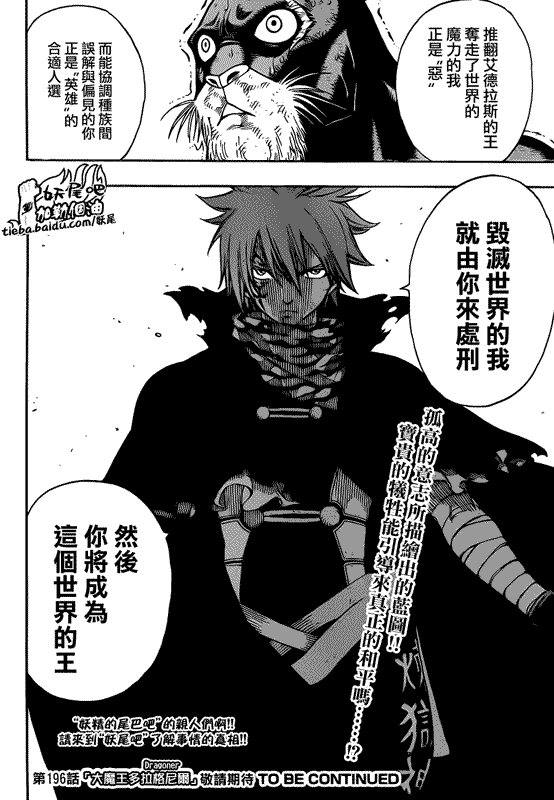 推翻艾德拉斯的王
奪走了世界的
魔力的我
正是“惡”
而能協調種族間
誤解與偏見的你
正是“英雄”的
合適人選
妖尾吧
加新個油
tieba.baidu.com/妖尾
毀滅世界的我
就由你來處刑
孤高的意志所描繪出的藍圖!!
寶貴的犧牲能引導來真正的和平嗎……!?
然後
你將成為
這個世界的王
“妖精的尾巴吧”的親人們啊!!
請來到“妖尾吧”了解事情的真相!!
Dragoner
第196話『大魔王多拉格尼爾』敬請期待 TO BE CONTINUED